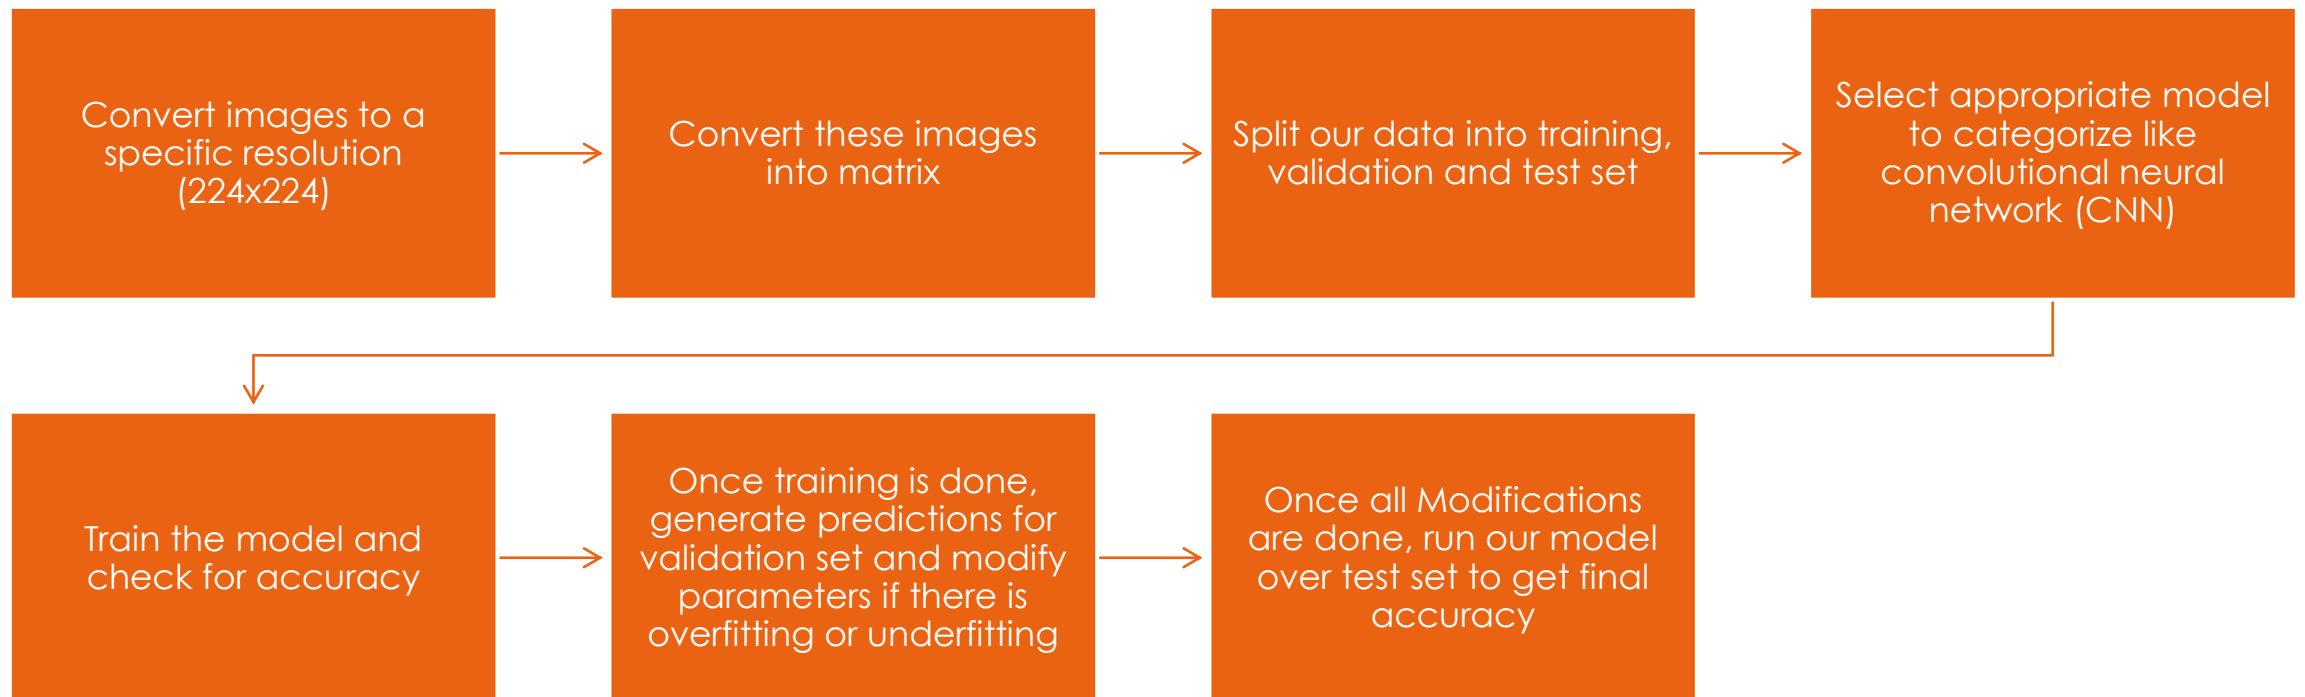 Convert images to a
specific resolution
(224x224)
Convert these images
into matrix
Split our data into training,
validation and test set
Select appropriate model
to categorize like
convolutional neural
network (CNN)
Train the model and
check for accuracy
Once training is done,
generate predictions for
validation set and modify
parameters if there is
overfitting or underfitting
Once all Modifications
are done, run our model
over test set to get final
accuracy